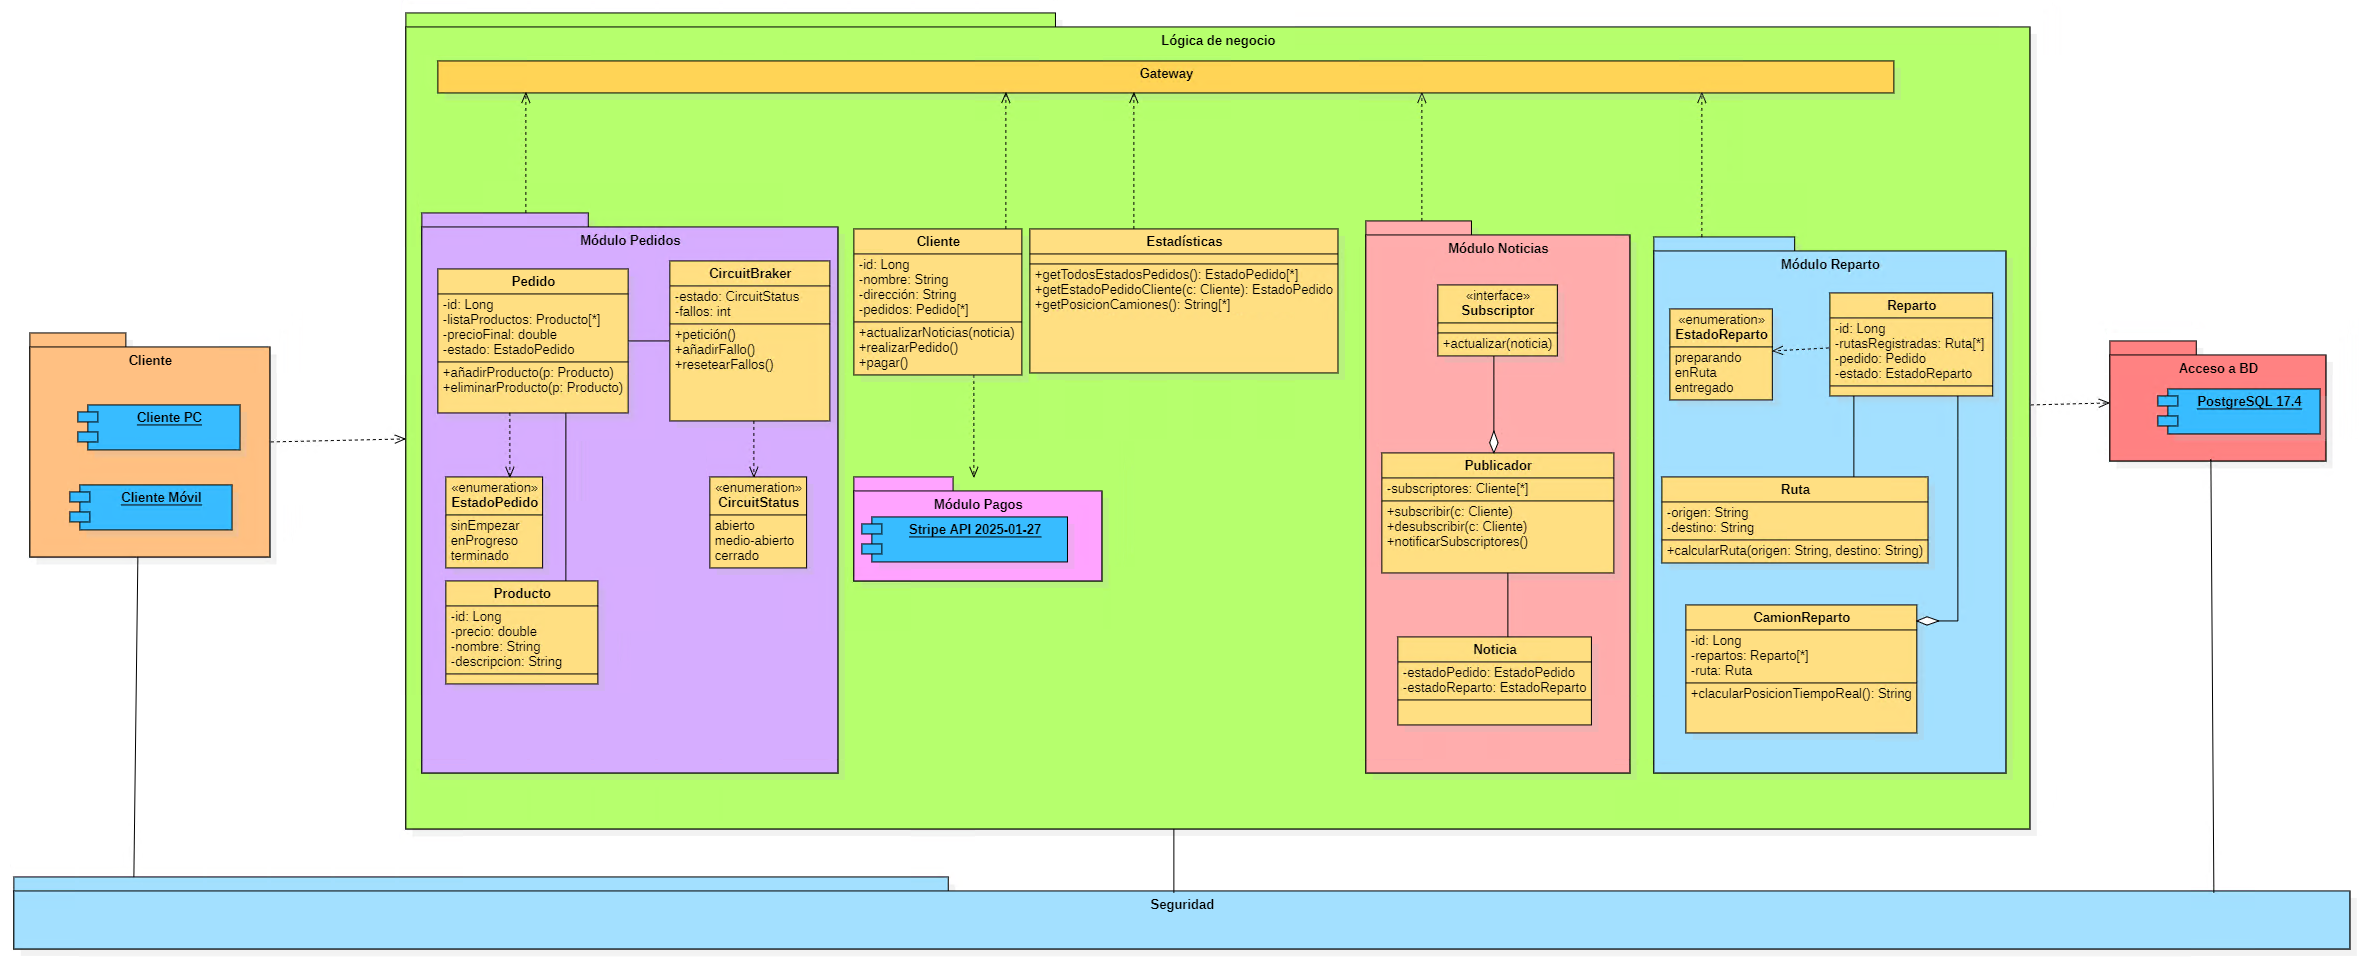 Lógica de negocio
Gateway
Cliente
Cliente PC
Cliente Móvil
Módulo Pedidos
Pedido
-id: Long
-listaProductos: Producto[*]
-precioFinal: double
-estado: EstadoPedido
+añadirProducto(p: Producto)
+eliminarProducto(p: Producto)
CircuitBraker
-estado: CircuitStatus
-fallos: int
+petición()
+añadirFallo()
+resetearFallos()
«enumeration»
EstadoPedido
sinEmpezar
enProgreso
terminado
«enumeration»
CircuitStatus
abierto
medio-abierto
cerrado
Producto
-id: Long
-precio: double
-nombre: String
-descripcion: String
Cliente
-id: Long
-nombre: String
-dirección: String
-pedidos: Pedido[*]
+actualizarNoticias(noticia)
+realizarPedido()
+pagar()
Estadísticas
+getTodosEstadosPedidos(): EstadoPedido[*]
+getEstadoPedidoCliente(c: Cliente): EstadoPedido
+getPosicionCamiones(): String[*]
Módulo Pagos
Stripe API 2025-01-27
Módulo Noticias
«interface»
Subscriptor
+actualizar(noticia)
Publicador
-subscriptores: Cliente[*]
+subscribir(c: Cliente)
+desubscribir(c: Cliente)
+notificarSubscriptores()
Noticia
-estadoPedido: EstadoPedido
-estadoReparto: EstadoReparto
Módulo Reparto
«enumeration»
EstadoReparto
preparando
enRuta
entregado
Reparto
-id: Long
-rutasRegistradas: Ruta[*]
-pedido: Pedido
-estado: EstadoReparto
Ruta
-origen: String
-destino: String
+calcularRuta(origen: String, destino: String)
CamionReparto
-id: Long
-repartos: Reparto[*]
-ruta: Ruta
+clacularPosicionTiempoReal(): String
Acceso a BD
PostgreSQL 17.4
Seguridad